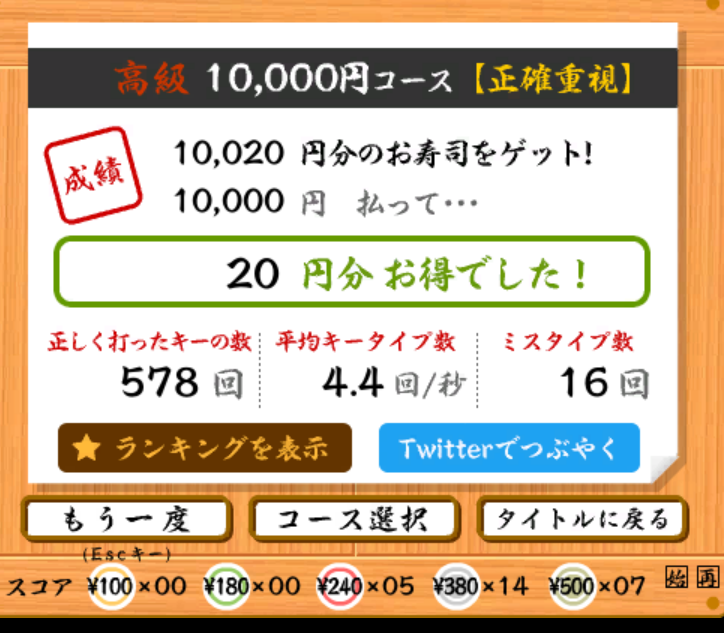 高級 10,000円コース【正確重視】
成績
10,020 円分のお寿司をゲット!
10,000 円 払って…
20 円分 お得でした!
正しく打ったキーの数 平均キータイプ数 ミスタイプ数
578 回 4.4 回/秒 16 回
★ ランキングを表示 Twitterでつぶやく
もう一度 コース選択 タイトルに戻る
(Escキー)
スコア ¥100×00 ¥180×00 ¥240×05 ¥380×14 ¥500×07 始 再